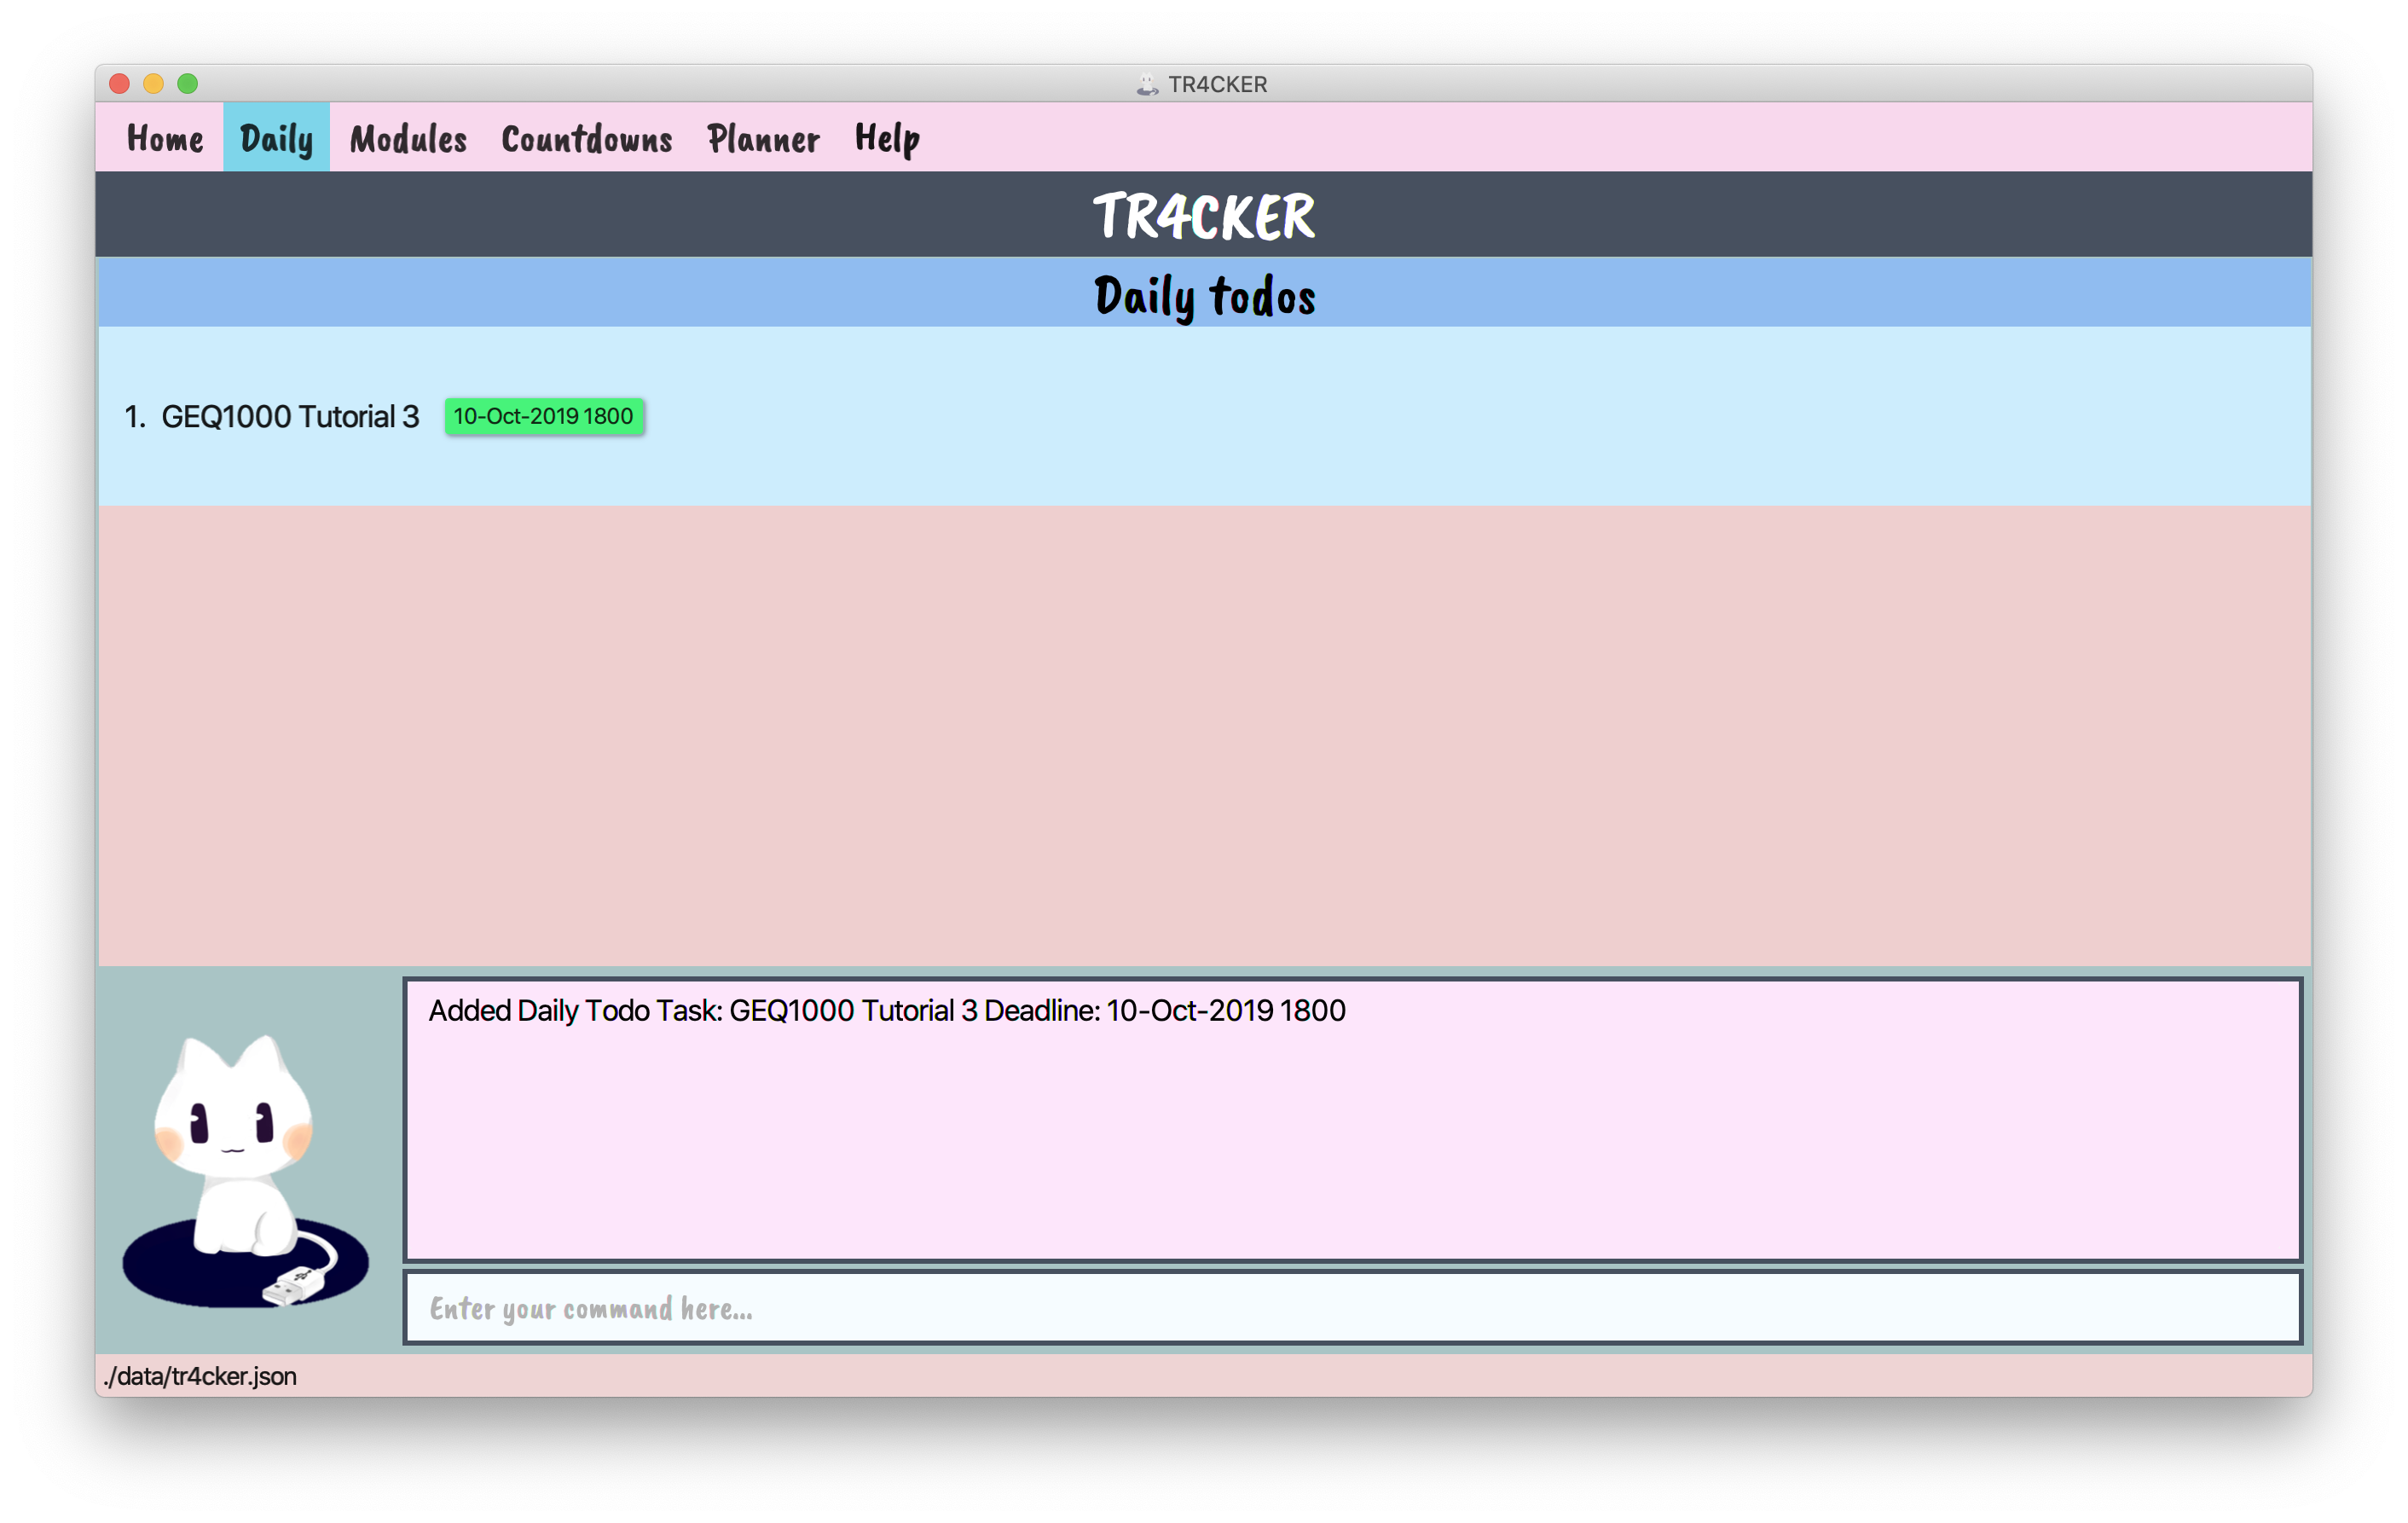 TR4CKER
Home Daily Modules Countdowns Planner Help
TR4CKER
Daily todos
1. GEQ1000 Tutorial 3 10-Oct-2019 1800
Added Daily Todo Task: GEQ1000 Tutorial 3 Deadline: 10-Oct-2019 1800
Enter your command here...
./data/tr4cker.json